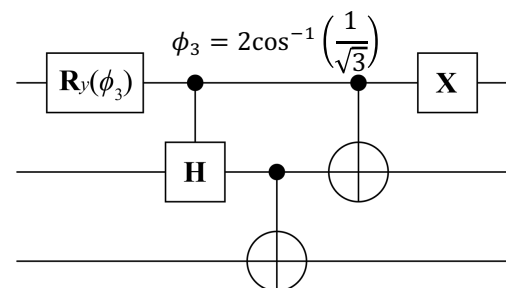 ϕ₃ = 2cos⁻¹ (1/√3)
R𝑦(ϕ₃)
X
H